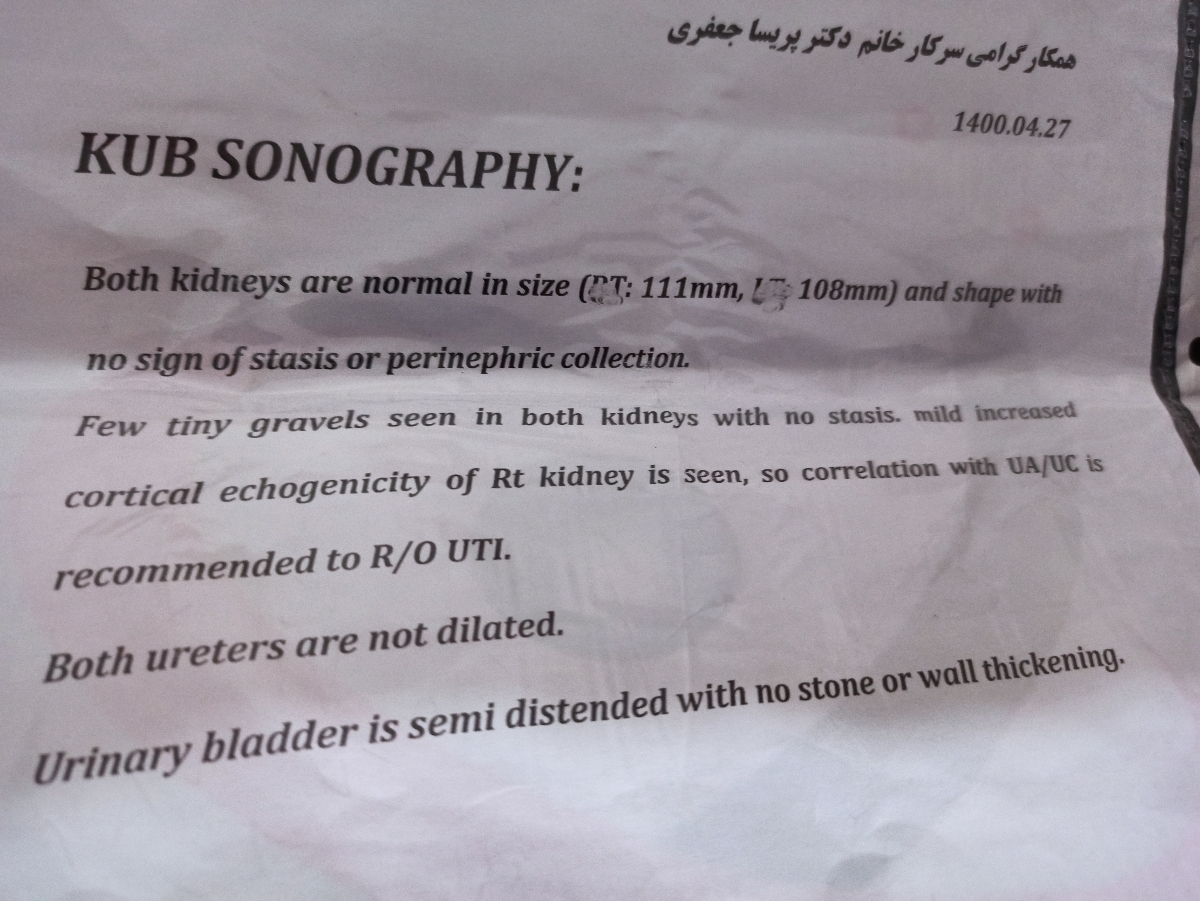 همکار گرامی سرکار خانم دکتر پریسا جعفری
1400.04.27
KUB SONOGRAPHY:
Both kidneys are normal in size (RT: 111mm, LT: 108mm) and shape with
no sign of stasis or perinephric collection.
Few tiny gravels seen in both kidneys with no stasis. mild increased
cortical echogenicity of Rt kidney is seen, so correlation with UA/UC is
recommended to R/O UTI.
Both ureters are not dilated.
Urinary bladder is semi distended with no stone or wall thickening.